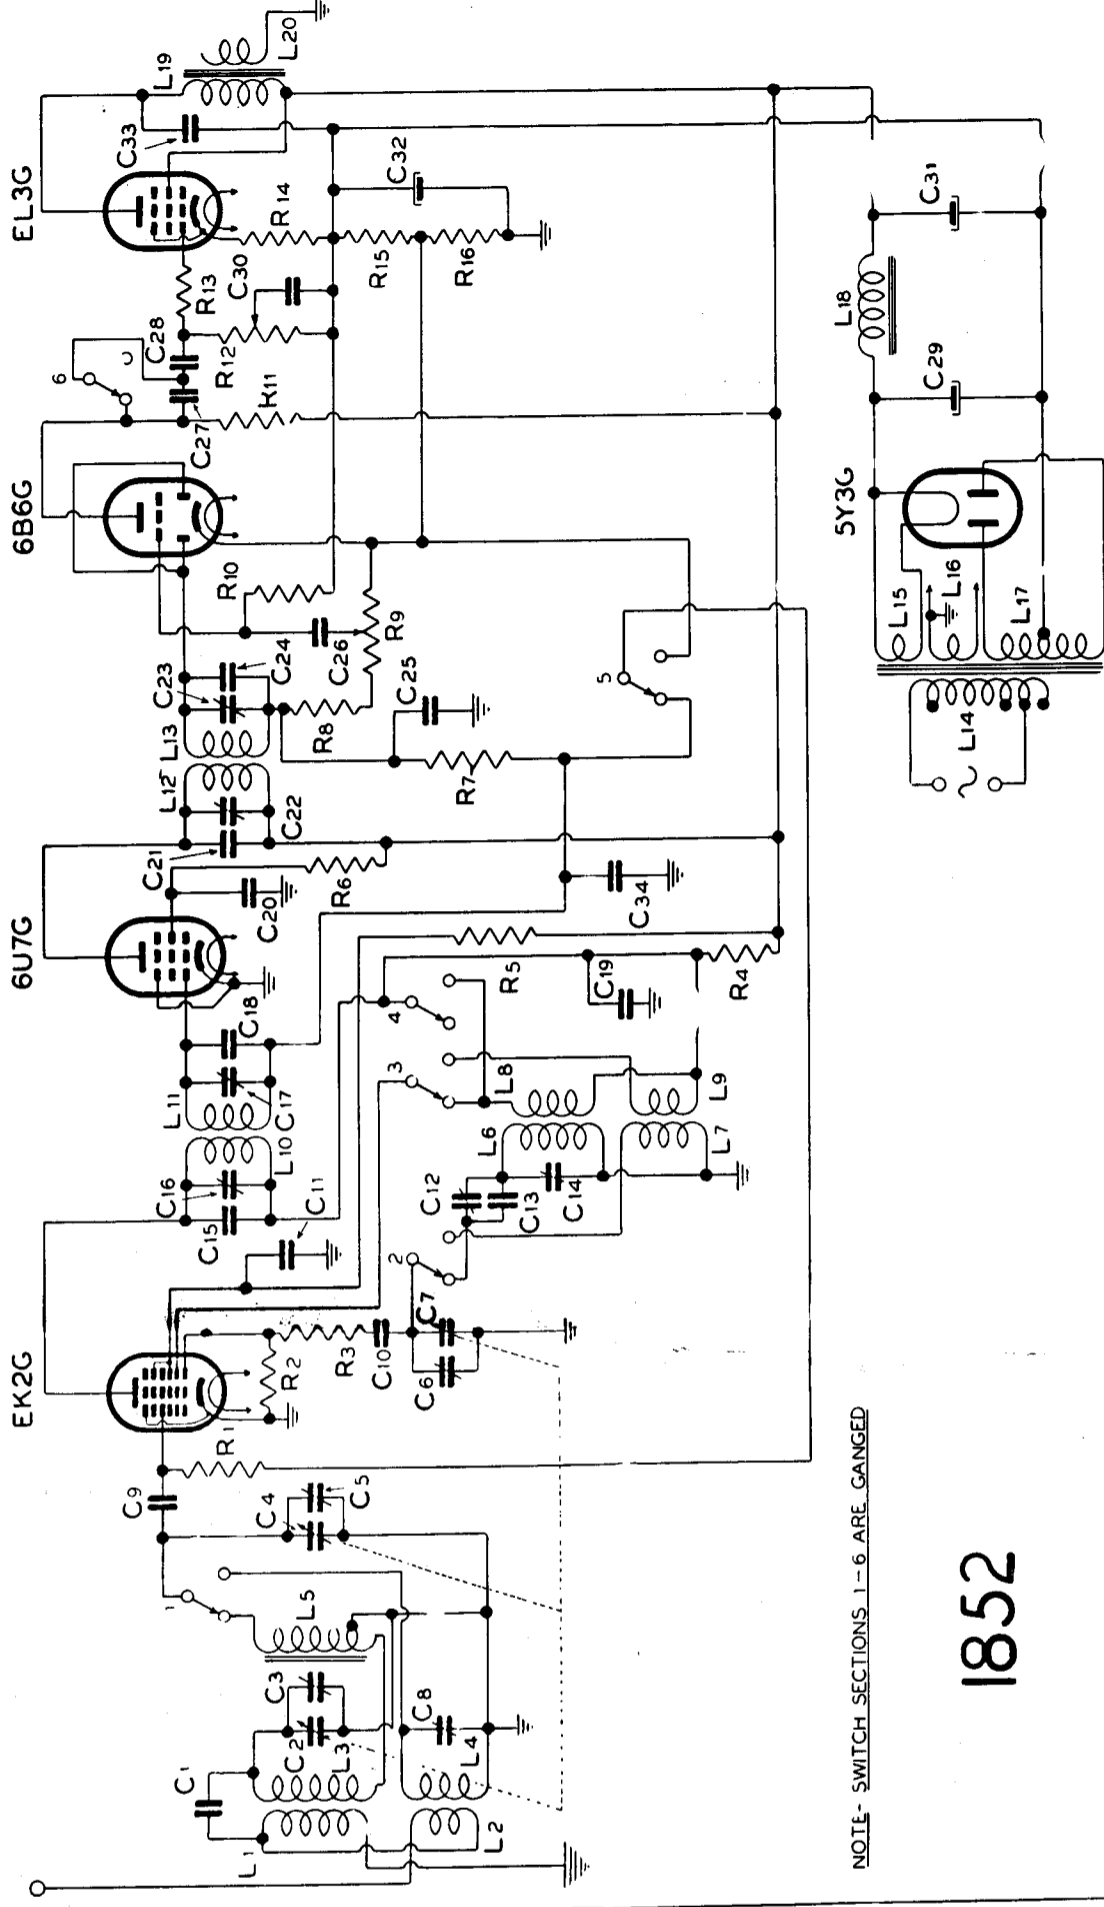 EK2G
6U7G
6B6G
EL3G
C1
L1
L2
C2
C3
L3
C8
L4
L5
1
C4
C5
C9
R1
R2
R3
C10
C6
C7
2
C11
C15
C16
L10
L11
C17
C18
C12
C13
C14
L6
L7
L8
L9
3
4
R5
C19
R4
C20
C21
R6
C22
L12
L13
C23
C24
C34
R7
R8
C25
C26
R9
R10
5
6
C27
C28
R11
R12
R13
C30
R14
R15
R16
C32
C33
L19
L20
5Y3G
L14
L15
L16
L17
L18
C29
C31
NOTE- SWITCH SECTIONS 1-6 ARE GANGED
1852